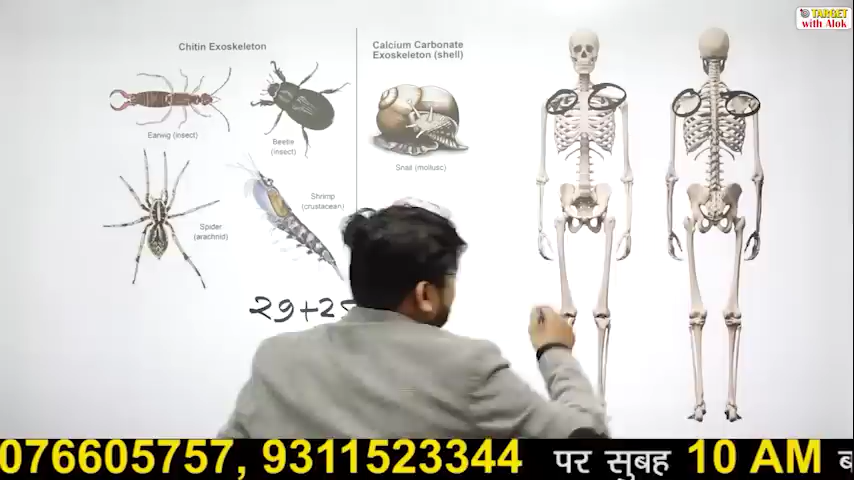 TARGET
with Alok
Chitin Exoskeleton
Calcium Carbonate
Exoskeleton (shell)
Earwig (insect)
Beetle
(insect)
Snail (mollusc)
Spider
(arachnid)
Shrimp
(crustacean)
29+25
076605757, 9311523344 पर सुबह 10 AM ब